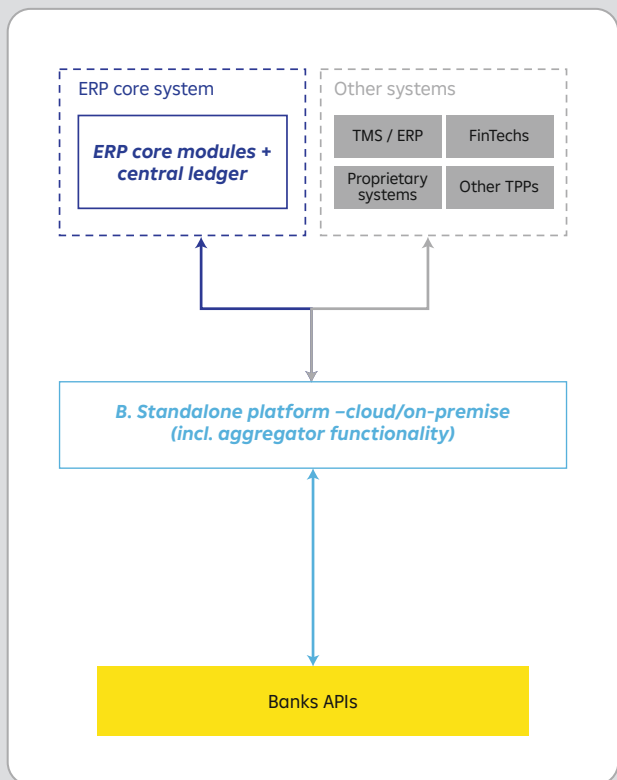 ERP core system
ERP core modules +
central ledger
Other systems
TMS / ERP
FinTechs
Proprietary
systems
Other TPPs
B. Standalone platform –cloud/on-premise
(incl. aggregator functionality)
Banks APIs